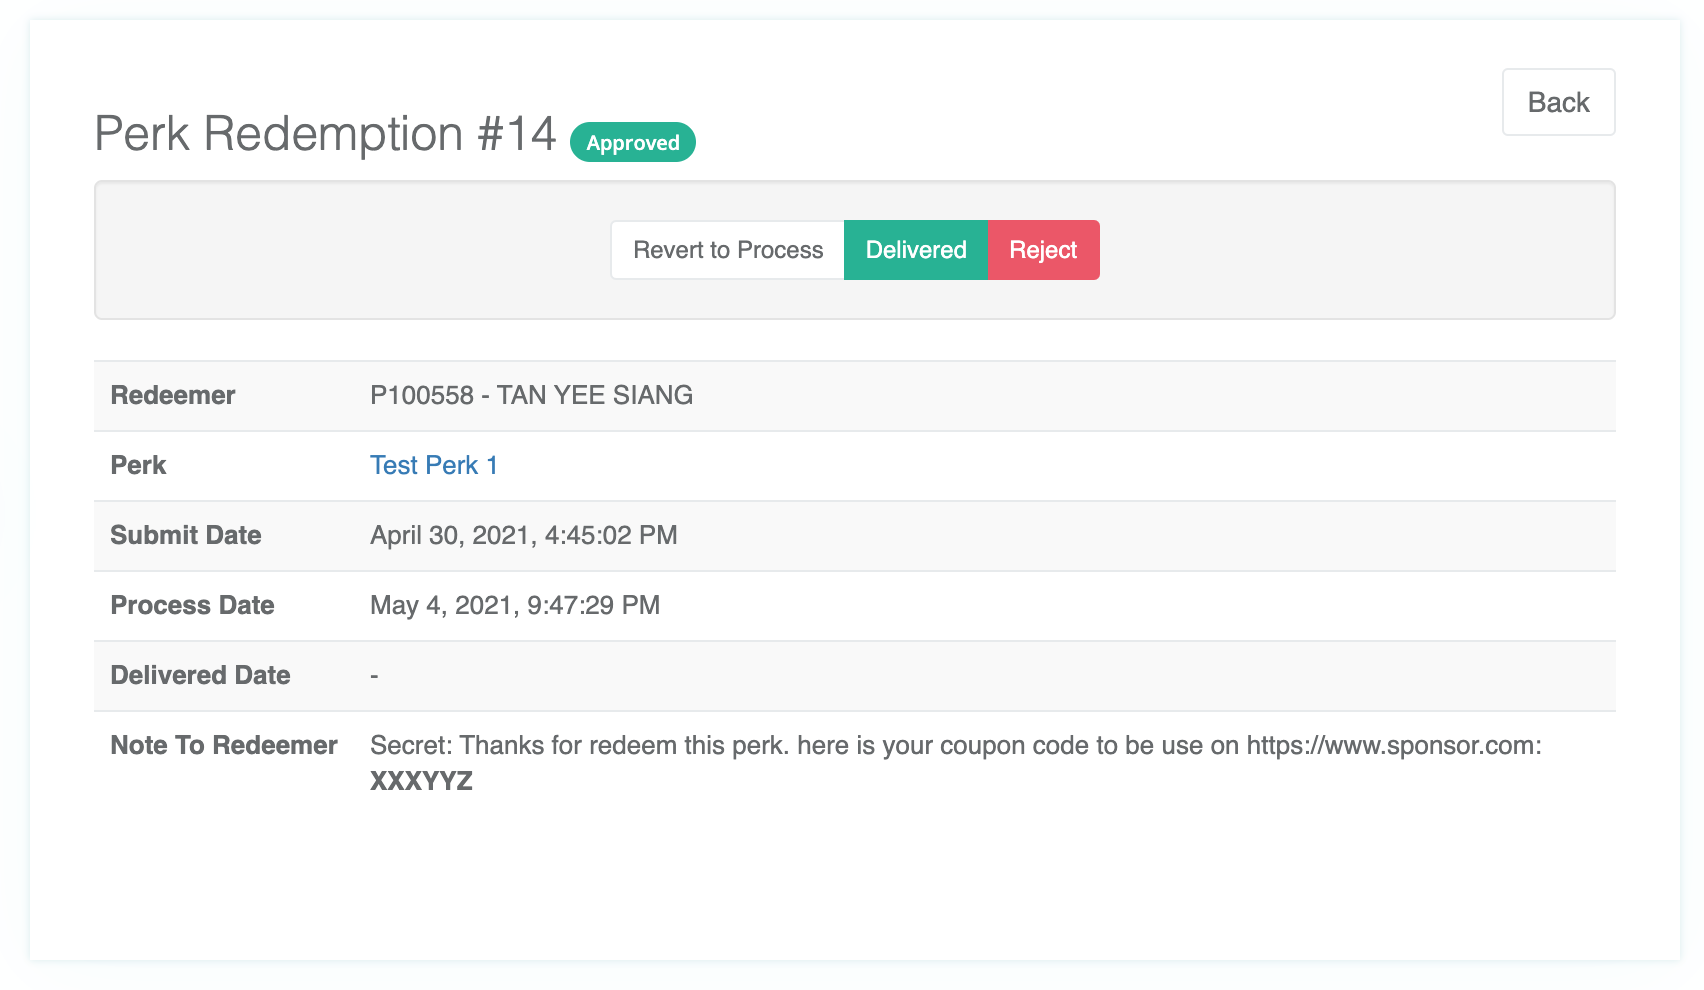 Back
Perk Redemption #14 Approved
Revert to Process Delivered Reject
Redeemer P100558 - TAN YEE SIANG
Perk Test Perk 1
Submit Date April 30, 2021, 4:45:02 PM
Process Date May 4, 2021, 9:47:29 PM
Delivered Date -
Note To Redeemer Secret: Thanks for redeem this perk. here is your coupon code to be use on https://www.sponsor.com:
XXXYYZ